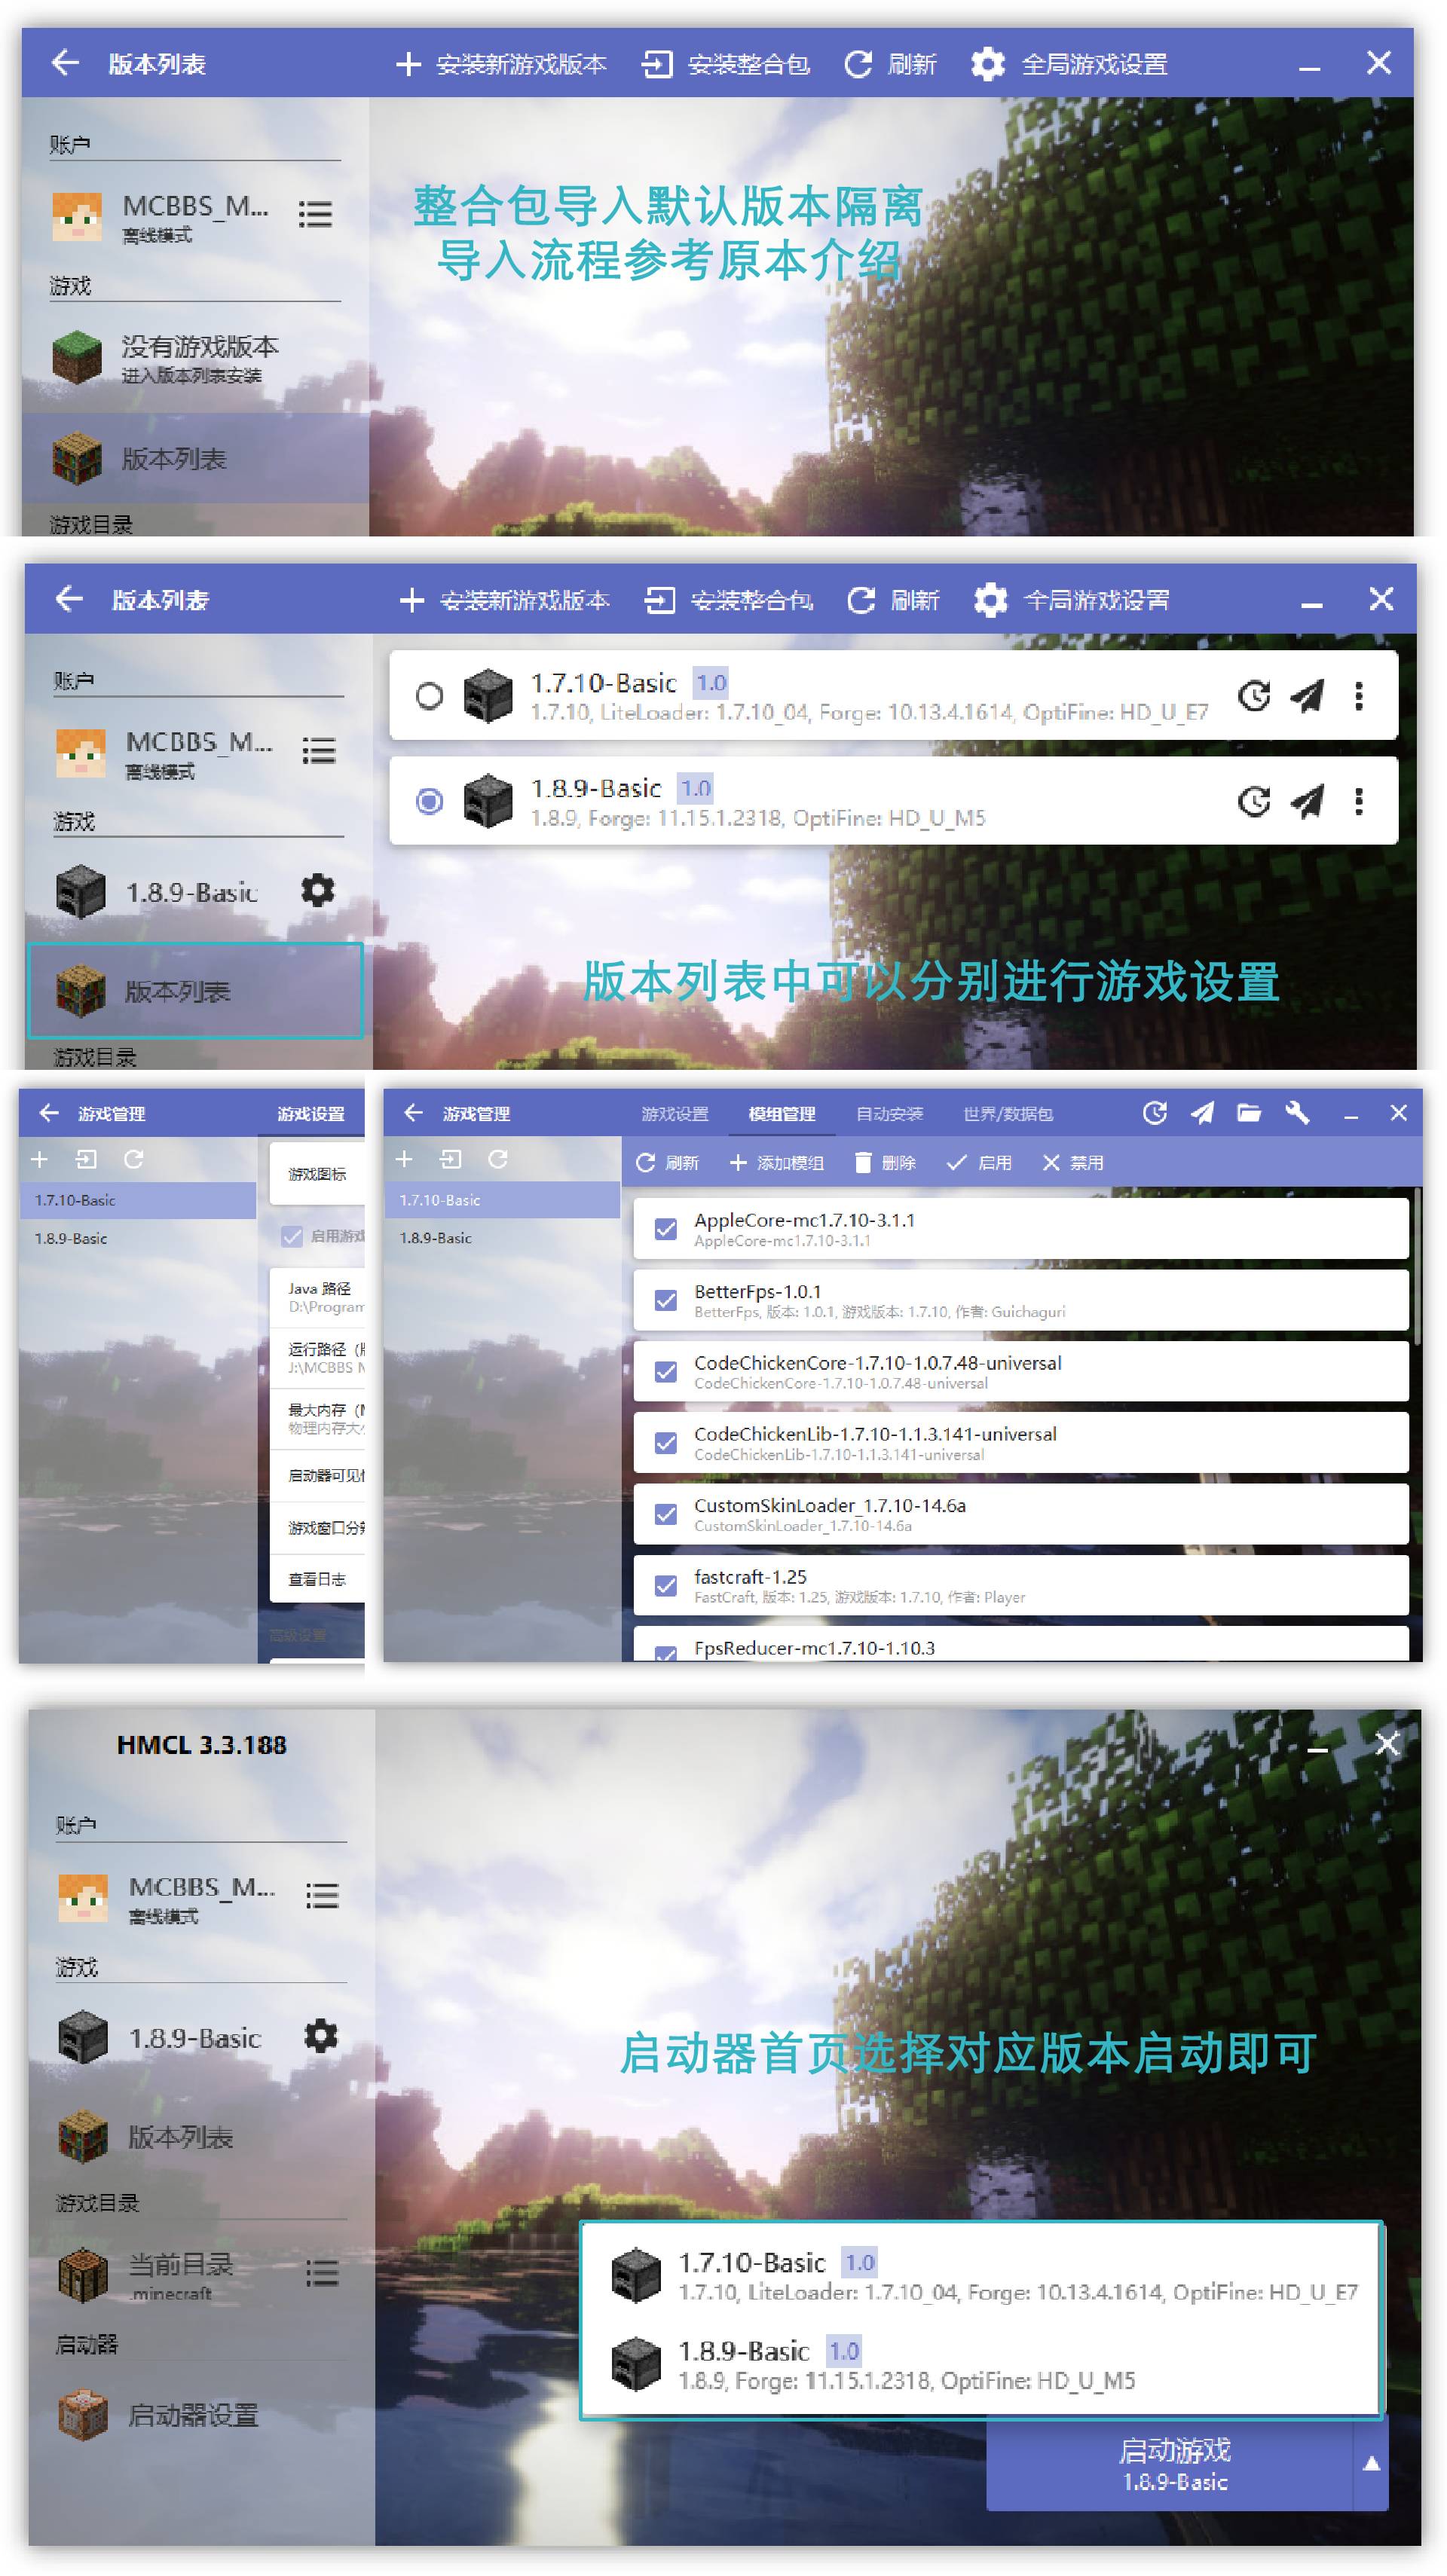 版本列表
安装新游戏版本
安装整合包
刷新
全局游戏设置
账户
MCBBS_M...
离线模式
游戏
没有游戏版本
进入版本列表安装
版本列表
游戏目录
整合包导入默认版本隔离
导入流程参考原本介绍
版本列表
安装新游戏版本
安装整合包
刷新
全局游戏设置
账户
MCBBS_M...
离线模式
游戏
1.8.9-Basic
版本列表
游戏目录
1.7.10-Basic 1.0
1.7.10, LiteLoader: 1.7.10_04, Forge: 10.13.4.1614, OptiFine: HD_U_E7
1.8.9-Basic 1.0
1.8.9, Forge: 11.15.1.2318, OptiFine: HD_U_M5
版本列表中可以分别进行游戏设置
游戏管理
游戏设置
1.7.10-Basic
1.8.9-Basic
游戏图标
启用游戏
Java 路径
D:\Program
运行路径
J:\MCBBS
最大内存
物理内存大
启动器可见
游戏窗口分
查看日志
高级设置
游戏管理
游戏设置
模组管理
自动安装
世界/数据包
1.7.10-Basic
1.8.9-Basic
刷新
添加模组
删除
启用
禁用
AppleCore-mc1.7.10-3.1.1
AppleCore-mc1.7.10-3.1.1
BetterFps-1.0.1
BetterFps, 版本: 1.0.1, 游戏版本: 1.7.10, 作者: Guichaguri
CodeChickenCore-1.7.10-1.0.7.48-universal
CodeChickenCore-1.7.10-1.0.7.48-universal
CodeChickenLib-1.7.10-1.1.3.141-universal
CodeChickenLib-1.7.10-1.1.3.141-universal
CustomSkinLoader_1.7.10-14.6a
CustomSkinLoader_1.7.10-14.6a
fastcraft-1.25
FastCraft, 版本: 1.25, 游戏版本: 1.7.10, 作者: Player
FpsReducer-mc1.7.10-1.10.3
HMCL 3.3.188
账户
MCBBS_M...
离线模式
游戏
1.8.9-Basic
版本列表
游戏目录
当前目录
.minecraft
启动器
启动器设置
启动器首页选择对应版本启动即可
1.7.10-Basic 1.0
1.7.10, LiteLoader: 1.7.10_04, Forge: 10.13.4.1614, OptiFine: HD_U_E7
1.8.9-Basic 1.0
1.8.9, Forge: 11.15.1.2318, OptiFine: HD_U_M5
启动游戏
1.8.9-Basic